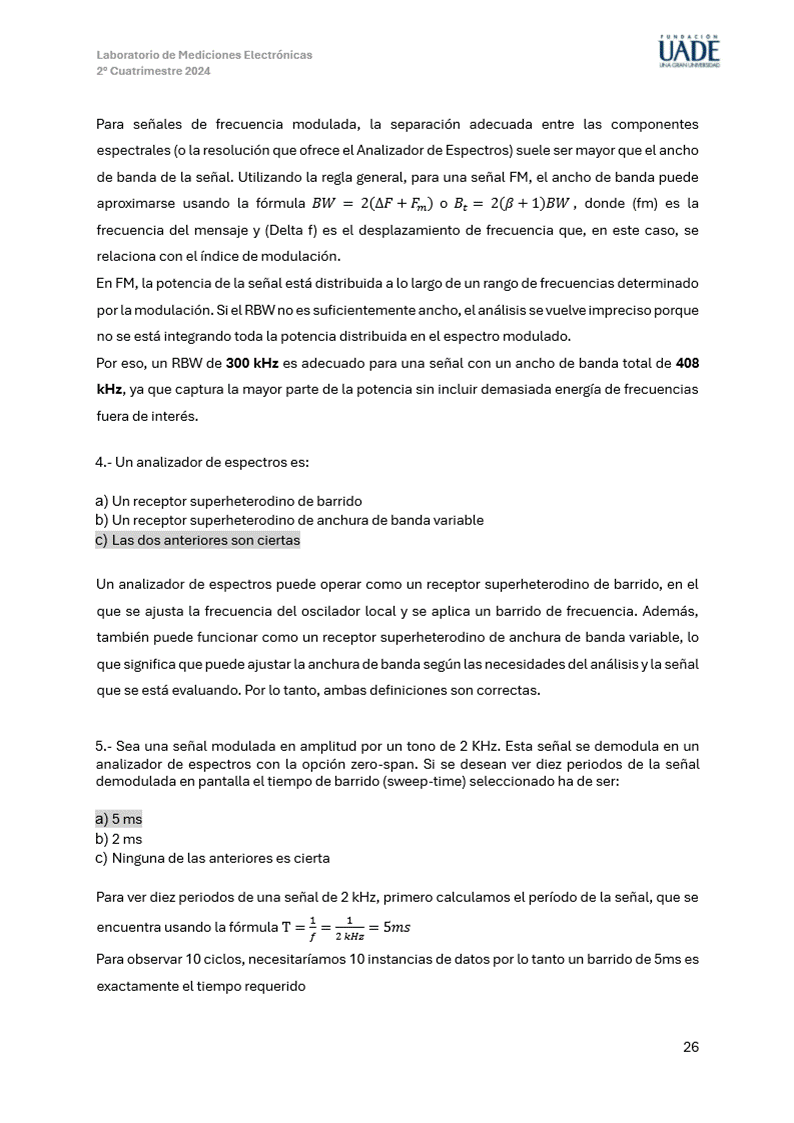 Laboratorio de Mediciones Electrónicas
2º Cuatrimestre 2024
FUNDACIÓN
UADE
UNA GRAN UNIVERSIDAD
Para señales de frecuencia modulada, la separación adecuada entre las componentes
espectrales (o la resolución que ofrece el Analizador de Espectros) suele ser mayor que el ancho
de banda de la señal. Utilizando la regla general, para una señal FM, el ancho de banda puede
aproximarse usando la fórmula BW = 2(ΔF + Fₘ) o Bₜ = 2(β + 1)BW , donde (fm) es la
frecuencia del mensaje y (Delta f) es el desplazamiento de frecuencia que, en este caso, se
relaciona con el índice de modulación.
En FM, la potencia de la señal está distribuida a lo largo de un rango de frecuencias determinado
por la modulación. Si el RBW no es suficientemente ancho, el análisis se vuelve impreciso porque
no se está integrando toda la potencia distribuida en el espectro modulado.
Por eso, un RBW de 300 kHz es adecuado para una señal con un ancho de banda total de 408
kHz, ya que captura la mayor parte de la potencia sin incluir demasiada energía de frecuencias
fuera de interés.
4.- Un analizador de espectros es:
a) Un receptor superheterodino de barrido
b) Un receptor superheterodino de anchura de banda variable
c) Las dos anteriores son ciertas
Un analizador de espectros puede operar como un receptor superheterodino de barrido, en el
que se ajusta la frecuencia del oscilador local y se aplica un barrido de frecuencia. Además,
también puede funcionar como un receptor superheterodino de anchura de banda variable, lo
que significa que puede ajustar la anchura de banda según las necesidades del análisis y la señal
que se está evaluando. Por lo tanto, ambas definiciones son correctas.
5.- Sea una señal modulada en amplitud por un tono de 2 KHz. Esta señal se demodula en un
analizador de espectros con la opción zero-span. Si se desean ver diez periodos de la señal
demodulada en pantalla el tiempo de barrido (sweep-time) seleccionado ha de ser:
a) 5 ms
b) 2 ms
c) Ninguna de las anteriores es cierta
Para ver diez periodos de una señal de 2 kHz, primero calculamos el período de la señal, que se
encuentra usando la fórmula T = 1/f = 1/2 kHz = 5ms
Para observar 10 ciclos, necesitaríamos 10 instancias de datos por lo tanto un barrido de 5ms es
exactamente el tiempo requerido
26